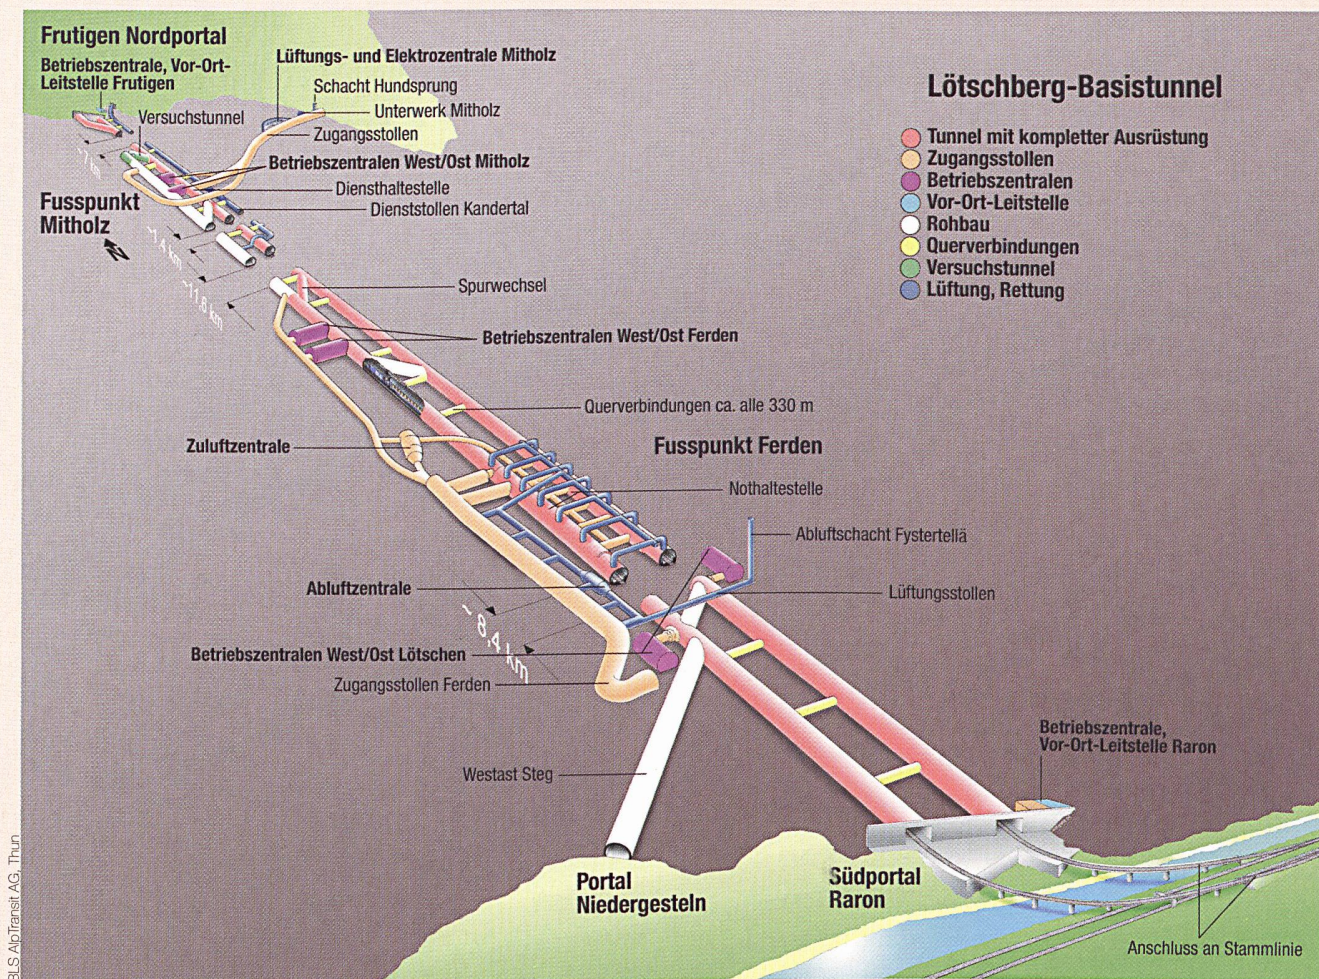 Frutigen Nordportal
Betriebszentrale, Vor-Ort-
Leitstelle Frutigen
Lüftungs- und Elektrozentrale Mitholz
Schacht Hundsprung
Unterwerk Mitholz
Versuchstunnel
Zugangsstollen
Betriebszentralen West/Ost Mitholz
Diensthaltestelle
Dienststollen Kandertal
~7 km
Fusspunkt
Mitholz
N
~1,4 km
~11,6 km
Lötschberg-Basistunnel
Tunnel mit kompletter Ausrüstung
Zugangsstollen
Betriebszentralen
Vor-Ort-Leitstelle
Rohbau
Querverbindungen
Versuchstunnel
Lüftung, Rettung
Spurwechsel
Betriebszentralen West/Ost Ferden
Querverbindungen ca. alle 330 m
Zuluftzentrale
Fusspunkt Ferden
Nothaltestelle
Abluftschacht Fystertellä
Abluftzentrale
Lüftungsstollen
~ 8,4 km
Betriebszentralen West/Ost Lötschen
Zugangsstollen Ferden
Westast Steg
Betriebszentrale,
Vor-Ort-Leitstelle Raron
Portal
Niedergesteln
Südportal
Raron
Anschluss an Stammlinie
BLS AlpTransit AG, Thun